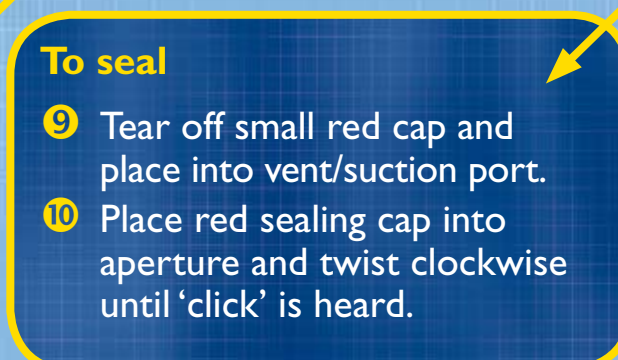 To seal
❾ Tear off small red cap and
place into vent/suction port.
❿ Place red sealing cap into
aperture and twist clockwise
until ‘click’ is heard.